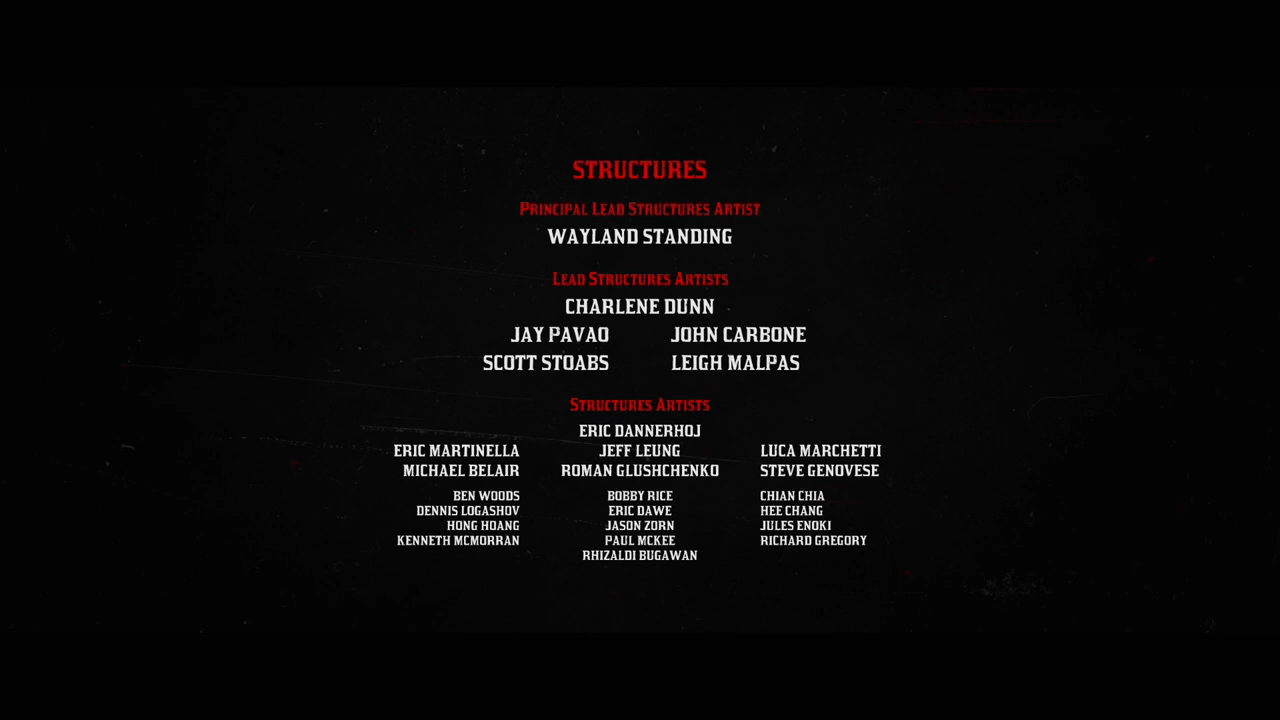 STRUCTURES
PRINCIPAL LEAD STRUCTURES ARTIST
WAYLAND STANDING
LEAD STRUCTURES ARTISTS
CHARLENE DUNN
JAY PAVAO JOHN CARBONE
SCOTT STOABS LEIGH MALPAS
STRUCTURES ARTISTS
ERIC DANNERHOJ
ERIC MARTINELLA JEFF LEUNG LUCA MARCHETTI
MICHAEL BELAIR ROMAN GLUSHCHENKO STEVE GENOVESE
BEN WOODS BOBBY RICE CHIAN CHIA
DENNIS LOGASHOV ERIC DAWE HEE CHANG
HONG HOANG JASON ZORN JULES ENOKI
KENNETH MCMORRAN PAUL MCKEE RICHARD GREGORY
RHIZALDI BUGAWAN